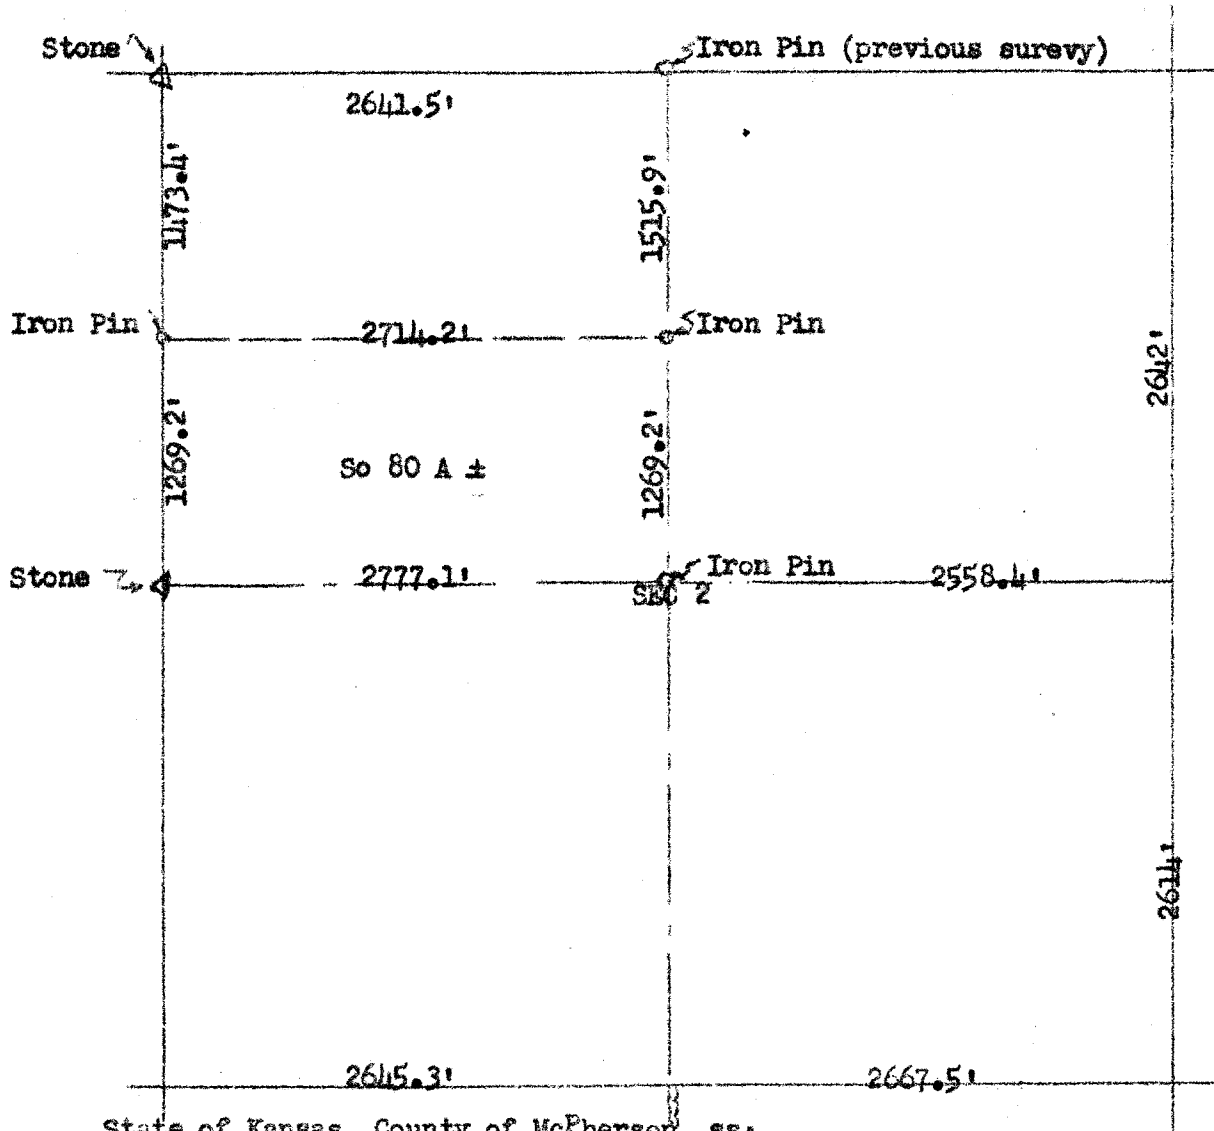 Stone
Iron Pin (previous surevy)
2641.5'
1473.4'
1515.9'
Iron Pin
2714.2'
Iron Pin
2642'
1269.2'
So 80 A ±
1269.2'
Stone
2777.1'
Iron Pin
2558.4'
SEC 2
2614'
2645.3'
2667.5'
State of Kansas, County of McPherson, ss: